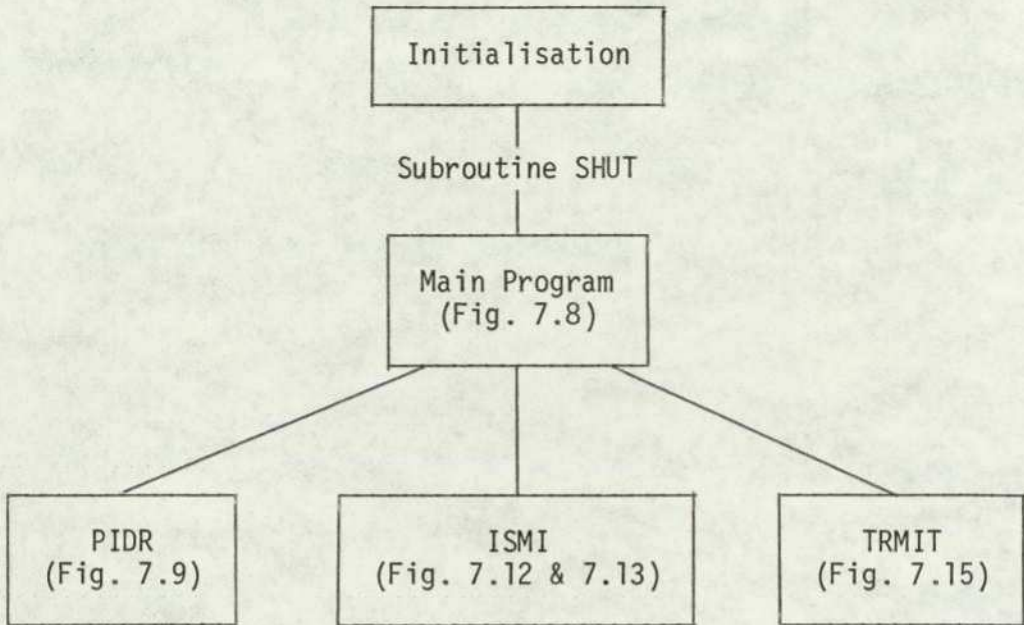 Initialisation
Subroutine SHUT
Main Program
(Fig. 7.8)
PIDR
(Fig. 7.9)
ISMI
(Fig. 7.12 & 7.13)
TRMIT
(Fig. 7.15)